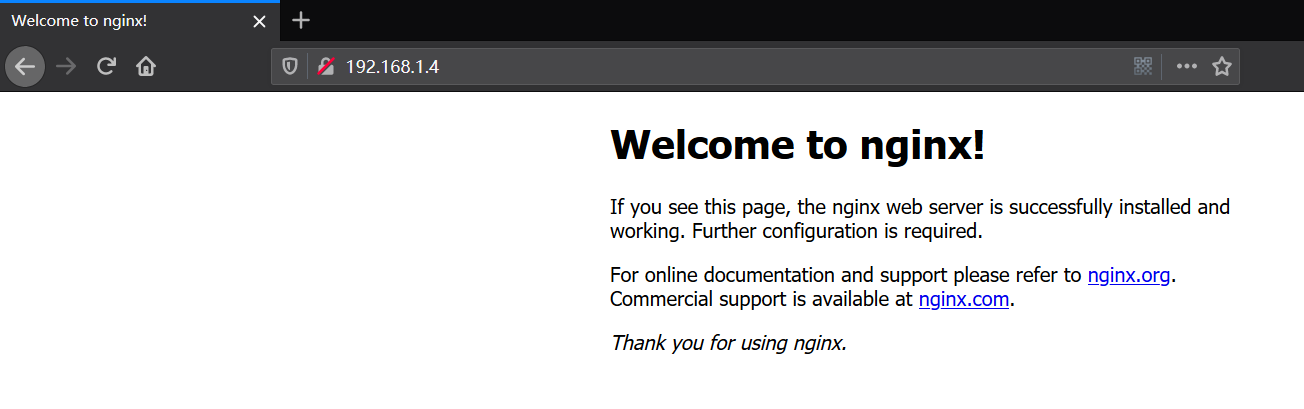 Welcome to nginx!
192.168.1.4
Welcome to nginx!
If you see this page, the nginx web server is successfully installed and
working. Further configuration is required.
For online documentation and support please refer to nginx.org.
Commercial support is available at nginx.com.
Thank you for using nginx.